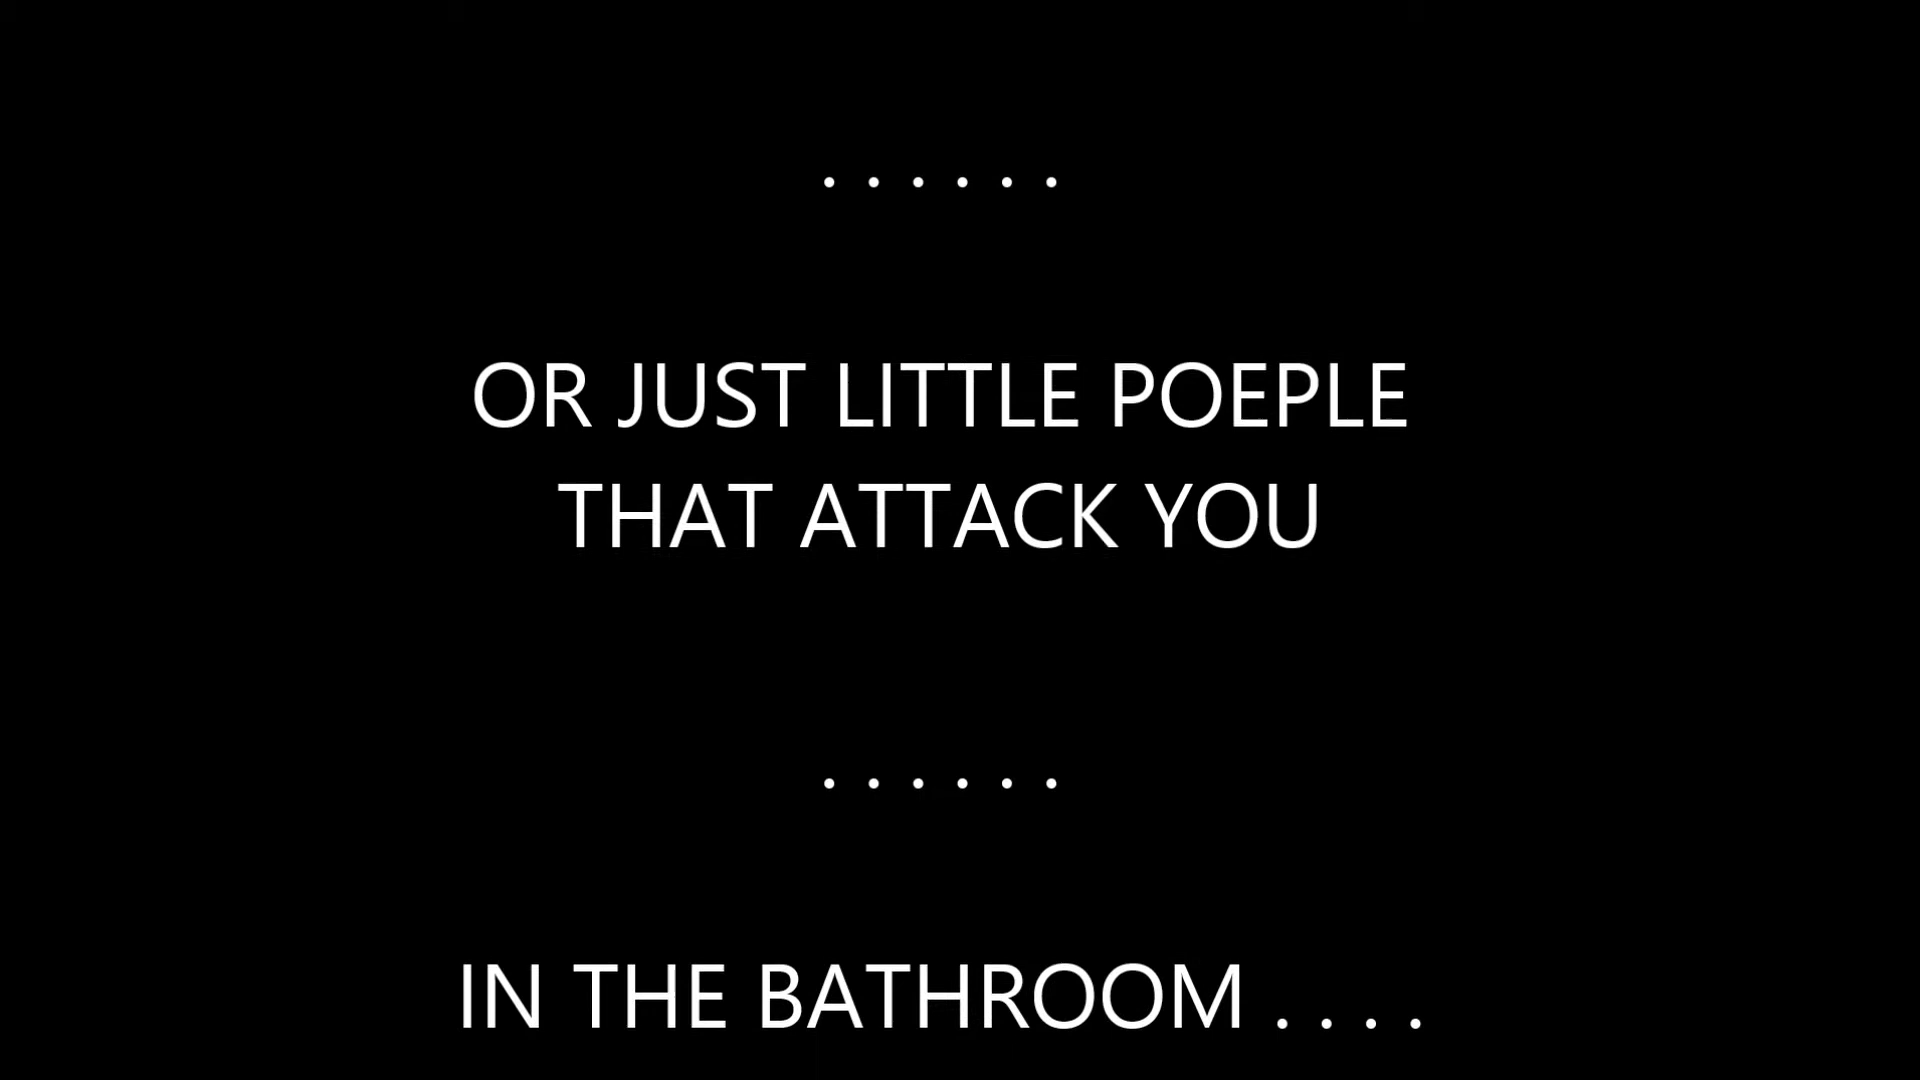 . . . . . .
OR JUST LITTLE POEPLE
THAT ATTACK YOU
. . . . . .
IN THE BATHROOM . . . .